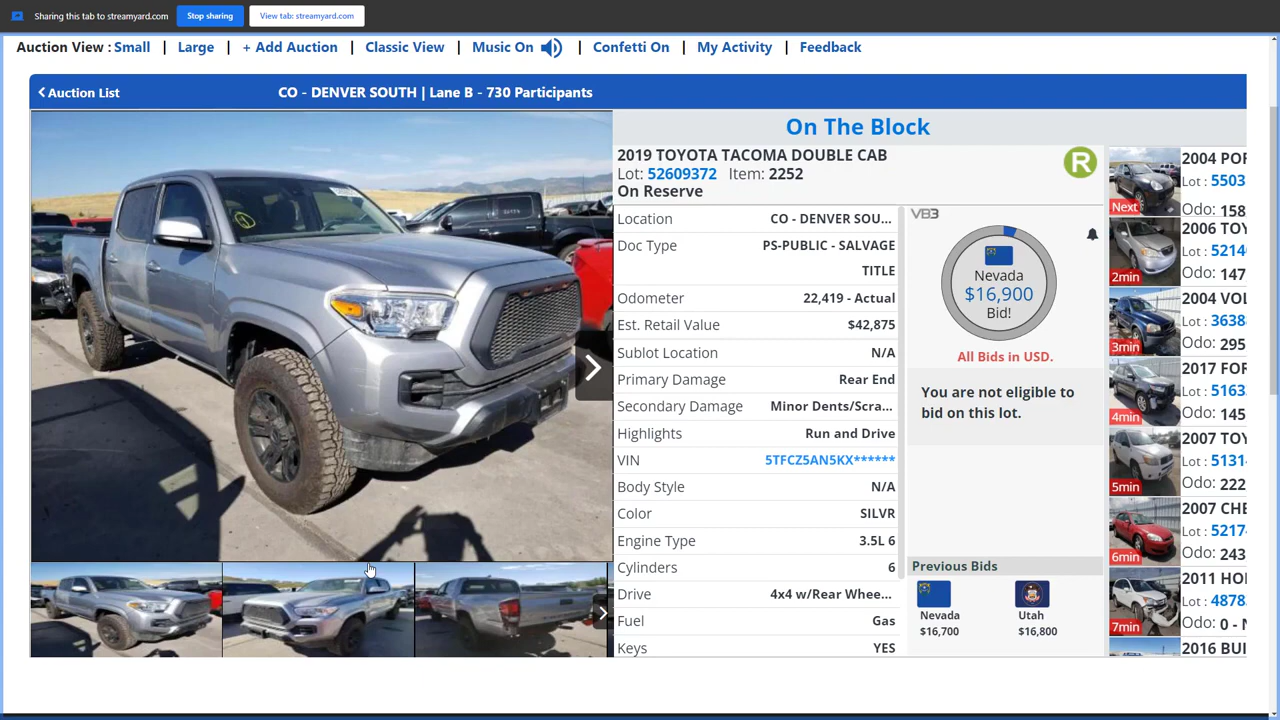 Sharing this tab to streamyard.com
Stop sharing
View tab: streamyard.com
Auction View : Small | Large | + Add Auction | Classic View | Music On | Confetti On | My Activity | Feedback
Auction List
CO - DENVER SOUTH | Lane B - 730 Participants
On The Block
2019 TOYOTA TACOMA DOUBLE CAB
Lot: 52609372 Item: 2252
On Reserve
R
Location CO - DENVER SOU...
Doc Type PS-PUBLIC - SALVAGE
TITLE
Odometer 22,419 - Actual
Est. Retail Value $42,875
Sublot Location N/A
Primary Damage Rear End
Secondary Damage Minor Dents/Scra...
Highlights Run and Drive
VIN 5TFCZ5AN5KX******
Body Style N/A
Color SILVR
Engine Type 3.5L 6
Cylinders 6
Drive 4x4 w/Rear Whee...
Fuel Gas
Keys YES
VB3
Nevada
$16,900
Bid!
All Bids in USD.
You are not eligible to
bid on this lot.
Previous Bids
Nevada
$16,700
Utah
$16,800
2004 POR
Lot : 5503
Next
Odo: 158
2006 TOY
Lot : 5214
2min
Odo: 147
2004 VOL
Lot : 3638
3min
Odo: 295
2017 FOR
Lot : 5163
4min
Odo: 145
2007 TOY
Lot : 5131
5min
Odo: 222
2007 CHE
Lot : 5217
6min
Odo: 243
2011 HO
Lot : 4878
7min
Odo: 0 - N
2016 BUI